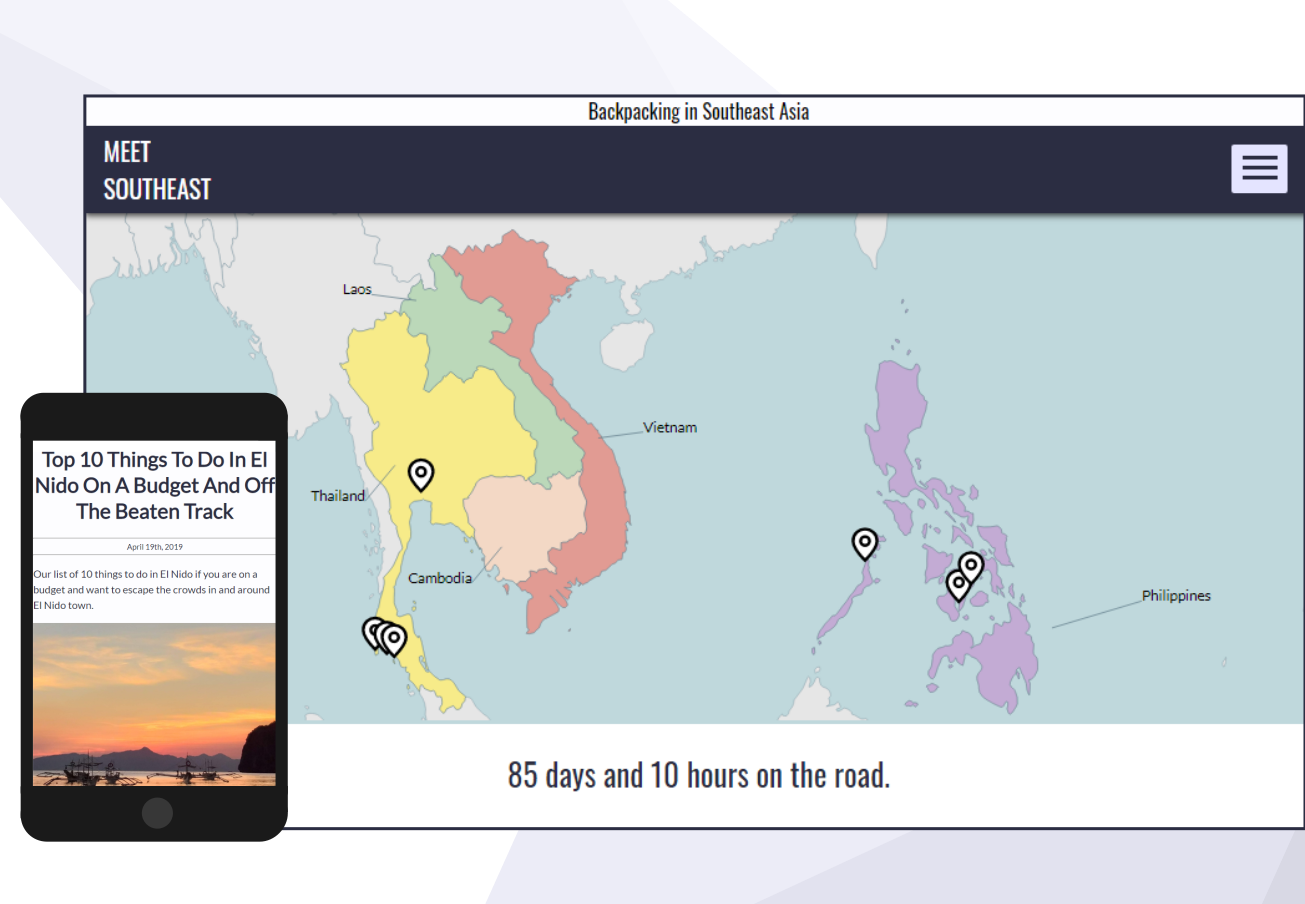 Backpacking in Southeast Asia
MEET
SOUTHEAST
Laos
Vietnam
Thailand
Cambodia
Philippines
85 days and 10 hours on the road.
Top 10 Things To Do In El
Nido On A Budget And Off
The Beaten Track
April 19th, 2019
Our list of 10 things to do in El Nido if you are on a
budget and want to escape the crowds in and around
El Nido town.